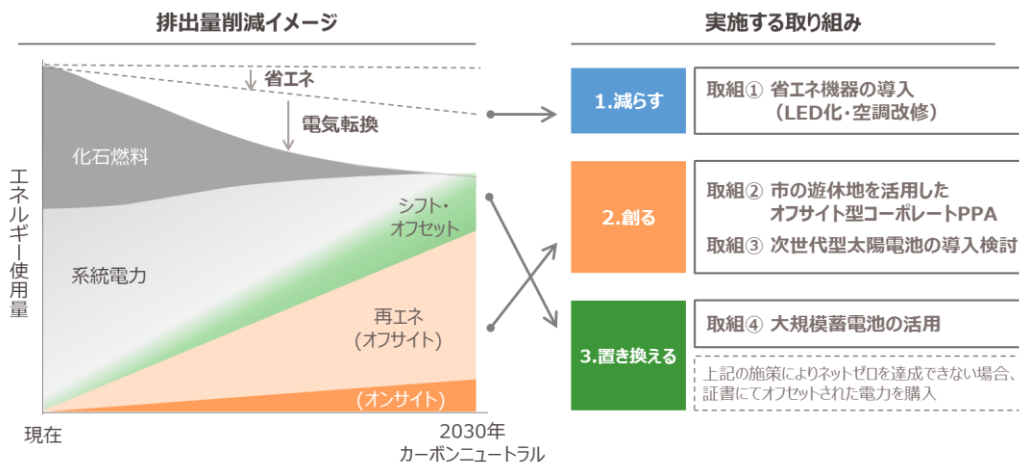 排出量削減イメージ
エネルギー使用量
省エネ
電気転換
化石燃料
系統電力
シフト・
オフセット
再エネ
(オフサイト)
(オンサイト)
現在
2030年
カーボンニュートラル
実施する取り組み
1.減らす
取組① 省エネ機器の導入
(LED化・空調改修)
2.創る
取組② 市の遊休地を活用した
オフサイト型コーポレートPPA
取組③ 次世代型太陽電池の導入検討
3.置き換える
取組④ 大規模蓄電池の活用
上記の施策によりネットゼロを達成できない場合、
証書にてオフセットされた電力を購入